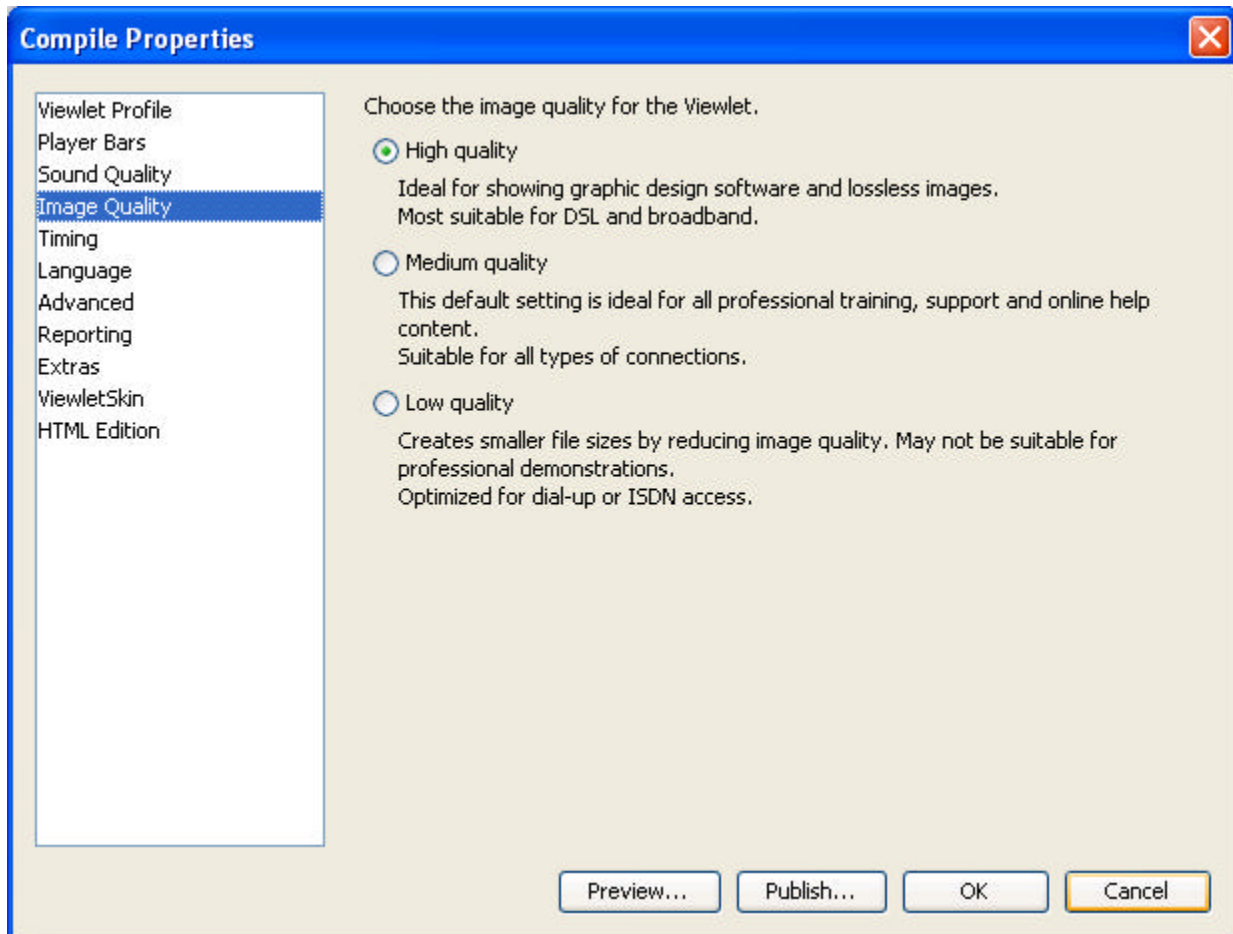 Compile Properties
Viewlet Profile
Player Bars
Sound Quality
Image Quality
Timing
Language
Advanced
Reporting
Extras
ViewletSkin
HTML Edition
Choose the image quality for the Viewlet.
High quality
Ideal for showing graphic design software and lossless images.
Most suitable for DSL and broadband.
Medium quality
This default setting is ideal for all professional training, support and online help
content.
Suitable for all types of connections.
Low quality
Creates smaller file sizes by reducing image quality. May not be suitable for
professional demonstrations.
Optimized for dial-up or ISDN access.
Preview...
Publish...
OK
Cancel